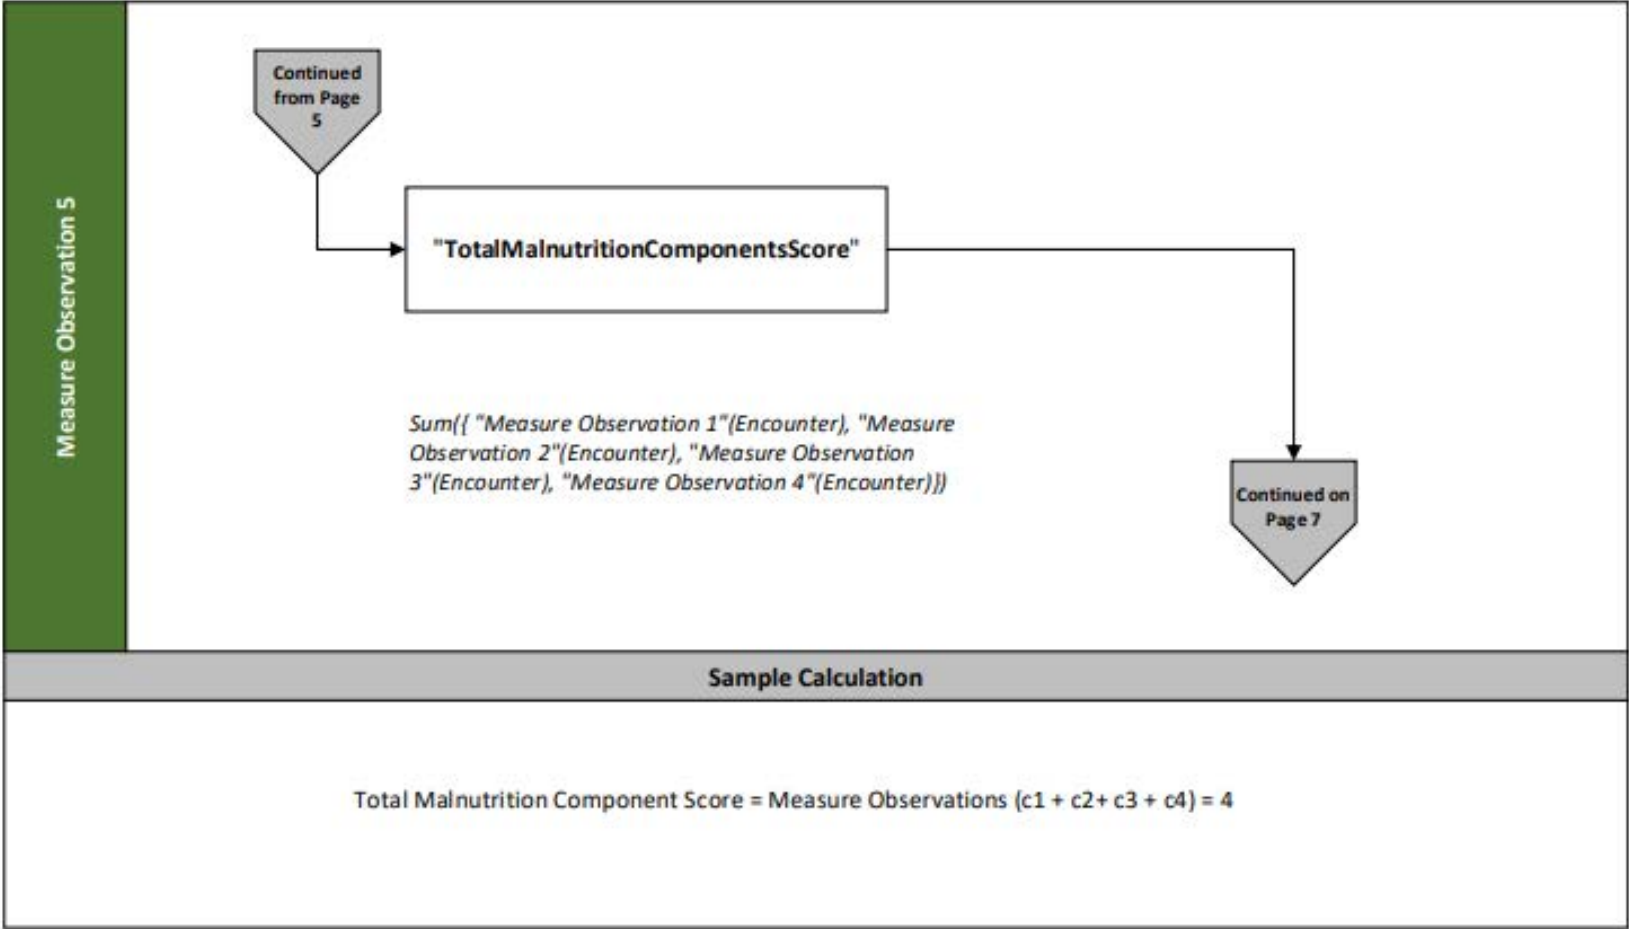 Measure Observation 5
Continued
from Page
5
"TotalMalnutritionComponentsScore"
Sum({ "Measure Observation 1"(Encounter), "Measure
Observation 2"(Encounter), "Measure Observation
3"(Encounter), "Measure Observation 4"(Encounter)})
Continued on
Page 7
Sample Calculation
Total Malnutrition Component Score = Measure Observations (c1 + c2+ c3 + c4) = 4